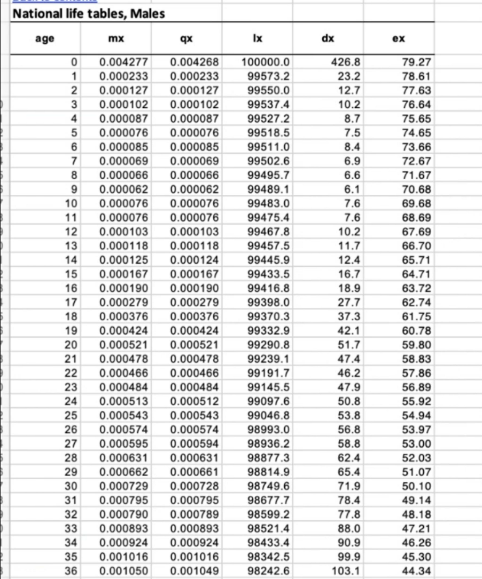 National life tables, Males
age mx qx lx dx ex
0 0.004277 0.004268 100000.0 426.8 79.27
1 0.000233 0.000233 99573.2 23.2 78.61
2 0.000127 0.000127 99550.0 12.7 77.63
3 0.000102 0.000102 99537.4 10.2 76.64
4 0.000087 0.000087 99527.2 8.7 75.65
5 0.000076 0.000076 99518.5 7.5 74.65
6 0.000085 0.000085 99511.0 8.4 73.66
7 0.000069 0.000069 99502.6 6.9 72.67
8 0.000066 0.000066 99495.7 6.6 71.67
9 0.000062 0.000062 99489.1 6.1 70.68
10 0.000076 0.000076 99483.0 7.6 69.68
11 0.000076 0.000076 99475.4 7.6 68.69
12 0.000103 0.000103 99467.8 10.2 67.69
13 0.000118 0.000118 99457.5 11.7 66.70
14 0.000125 0.000124 99445.9 12.4 65.71
15 0.000167 0.000167 99433.5 16.7 64.71
16 0.000190 0.000190 99416.8 18.9 63.72
17 0.000279 0.000279 99398.0 27.7 62.74
18 0.000376 0.000376 99370.3 37.3 61.75
19 0.000424 0.000424 99332.9 42.1 60.78
20 0.000521 0.000521 99290.8 51.7 59.80
21 0.000478 0.000478 99239.1 47.4 58.83
22 0.000466 0.000466 99191.7 46.2 57.86
23 0.000484 0.000484 99145.5 47.9 56.89
24 0.000513 0.000512 99097.6 50.8 55.92
25 0.000543 0.000543 99046.8 53.8 54.94
26 0.000574 0.000574 98993.0 56.8 53.97
27 0.000595 0.000594 98936.2 58.8 53.00
28 0.000631 0.000631 98877.3 62.4 52.03
29 0.000662 0.000661 98814.9 65.4 51.07
30 0.000729 0.000728 98749.6 71.9 50.10
31 0.000795 0.000795 98677.7 78.4 49.14
32 0.000790 0.000789 98599.2 77.8 48.18
33 0.000893 0.000893 98521.4 88.0 47.21
34 0.000924 0.000924 98433.4 90.9 46.26
35 0.001016 0.001016 98342.5 99.9 45.30
36 0.001050 0.001049 98242.6 103.1 44.34